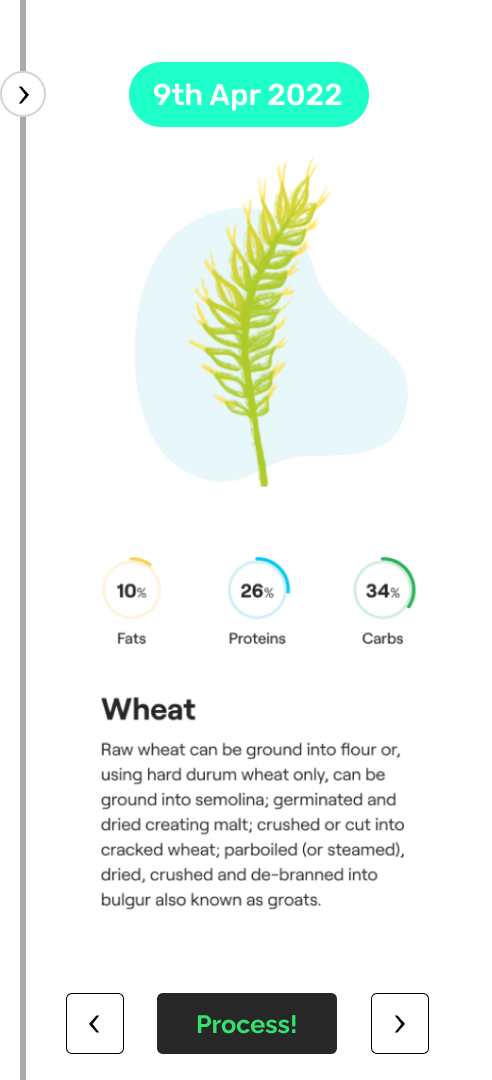 9th Apr 2022
10% 26% 34%
Fats Proteins Carbs
Wheat
Raw wheat can be ground into flour or,
using hard durum wheat only, can be
ground into semolina; germinated and
dried creating malt; crushed or cut into
cracked wheat; parboiled (or steamed),
dried, crushed and de-branned into
bulgur also known as groats.
Process!